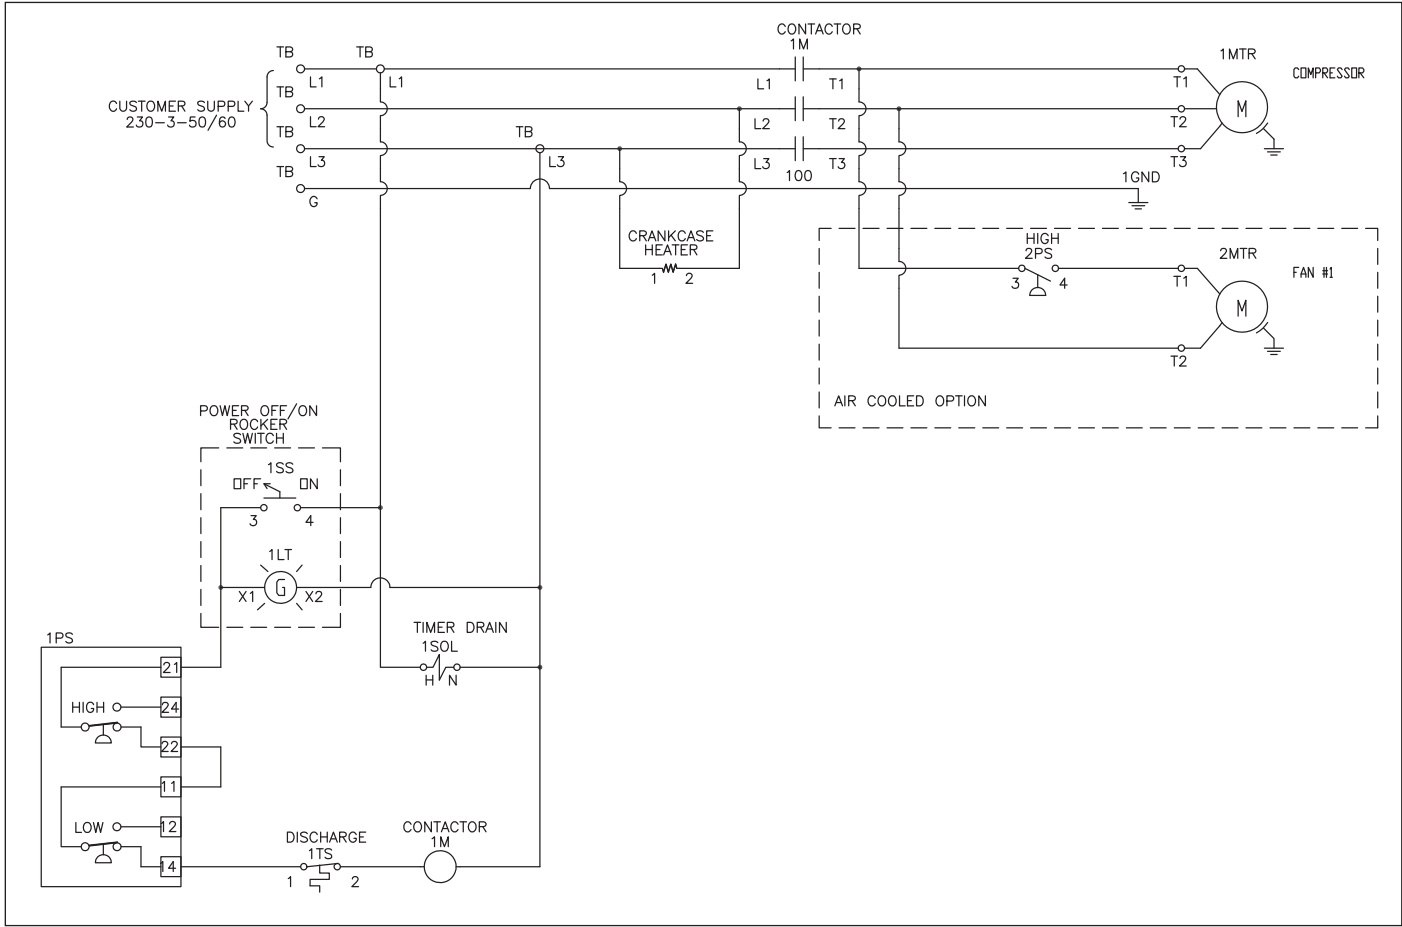 CONTACTOR
1M
TB
TB
L1
L1
L1
T1
T1
1MTR
M
COMPRESSOR
CUSTOMER SUPPLY
230-3-50/60
TB
L2
L2
T2
T2
TB
L3
TB
L3
L3
T3
T3
100
TB
G
1GND
CRANKCASE
HEATER
1
2
HIGH
2PS
3
4
T1
2MTR
M
FAN #1
T2
AIR COOLED OPTION
POWER OFF/ON
ROCKER
SWITCH
1SS
OFF
ON
3
4
1LT
X1
G
X2
TIMER DRAIN
1SOL
H
N
1PS
21
HIGH
24
22
11
LOW
12
14
DISCHARGE
1TS
1
2
CONTACTOR
1M